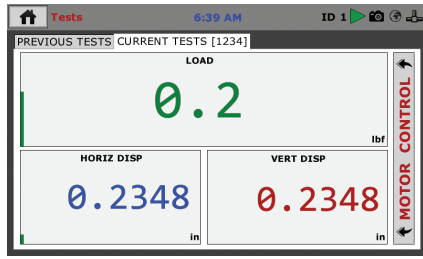 Tests 6:39 AM ID 1
PREVIOUS TESTS CURRENT TESTS [1234]
LOAD
0.2
lbf
HORIZ DISP
0.2348
in
VERT DISP
0.2348
in
MOTOR CONTROL